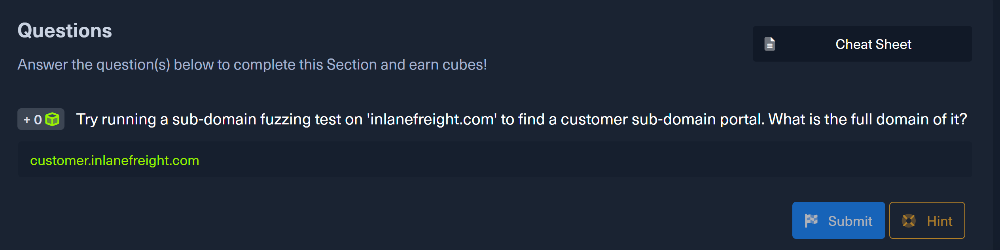 Questions
Cheat Sheet
Answer the question(s) below to complete this Section and earn cubes!
+ 0 Try running a sub-domain fuzzing test on 'inlanefreight.com' to find a customer sub-domain portal. What is the full domain of it?
customer.inlanefreight.com
Submit Hint